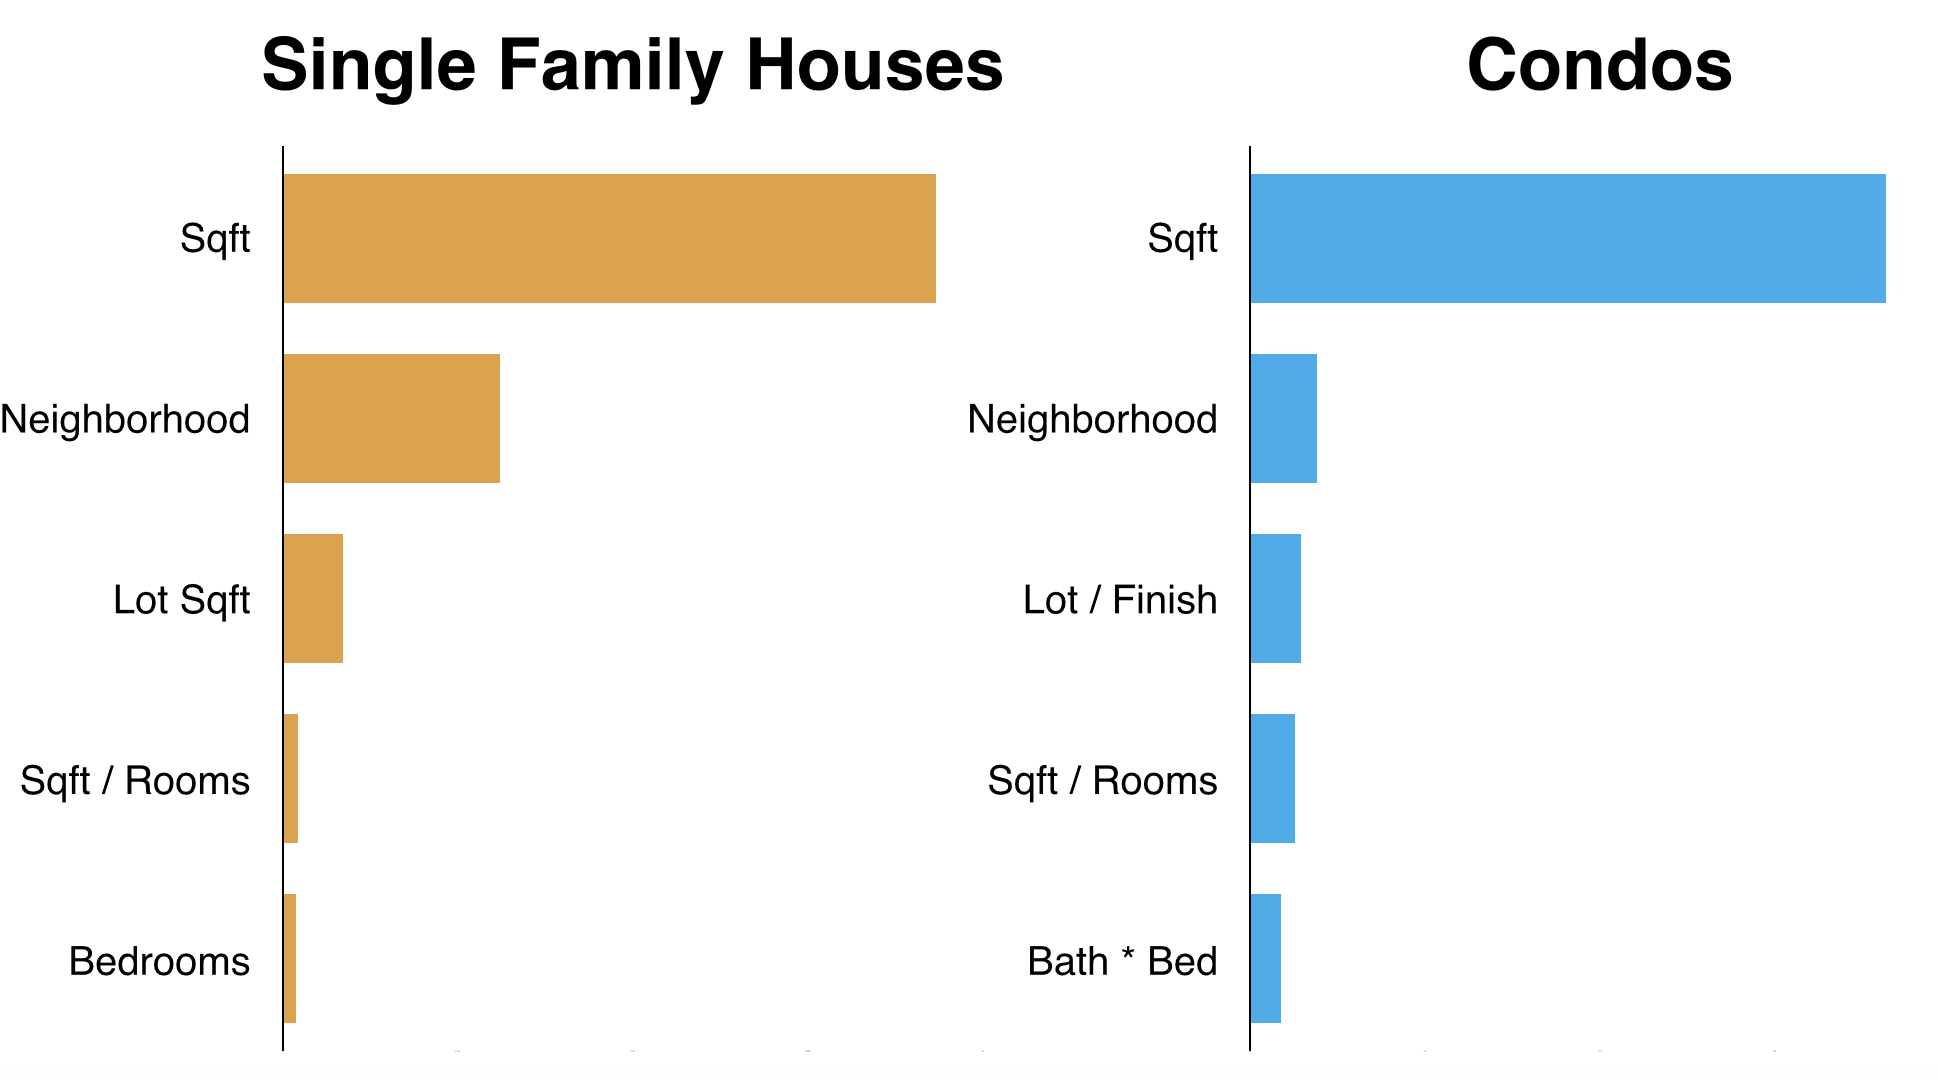 Single Family Houses
Sqft
Neighborhood
Lot Sqft
Sqft / Rooms
Bedrooms
Condos
Sqft
Neighborhood
Lot / Finish
Sqft / Rooms
Bath * Bed